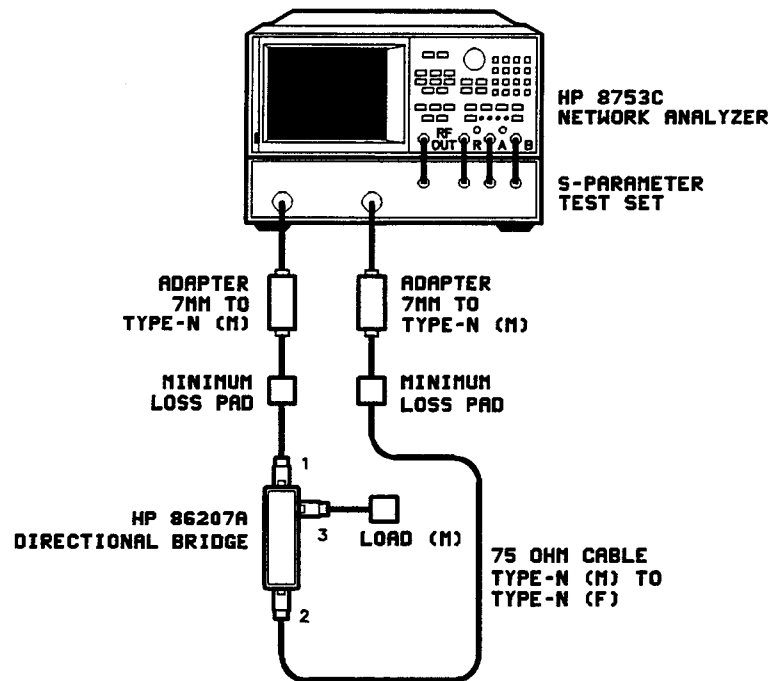 HP 8753C
NETWORK ANALYZER
RF
OUT R A B
S-PARAMETER
TEST SET
ADAPTER
7MM TO
TYPE-N (M)
ADAPTER
7MM TO
TYPE-N (M)
MINIMUM
LOSS PAD
MINIMUM
LOSS PAD
1
HP 86207A
DIRECTIONAL BRIDGE
3
LOAD (M)
2
75 OHM CABLE
TYPE-N (M) TO
TYPE-N (F)